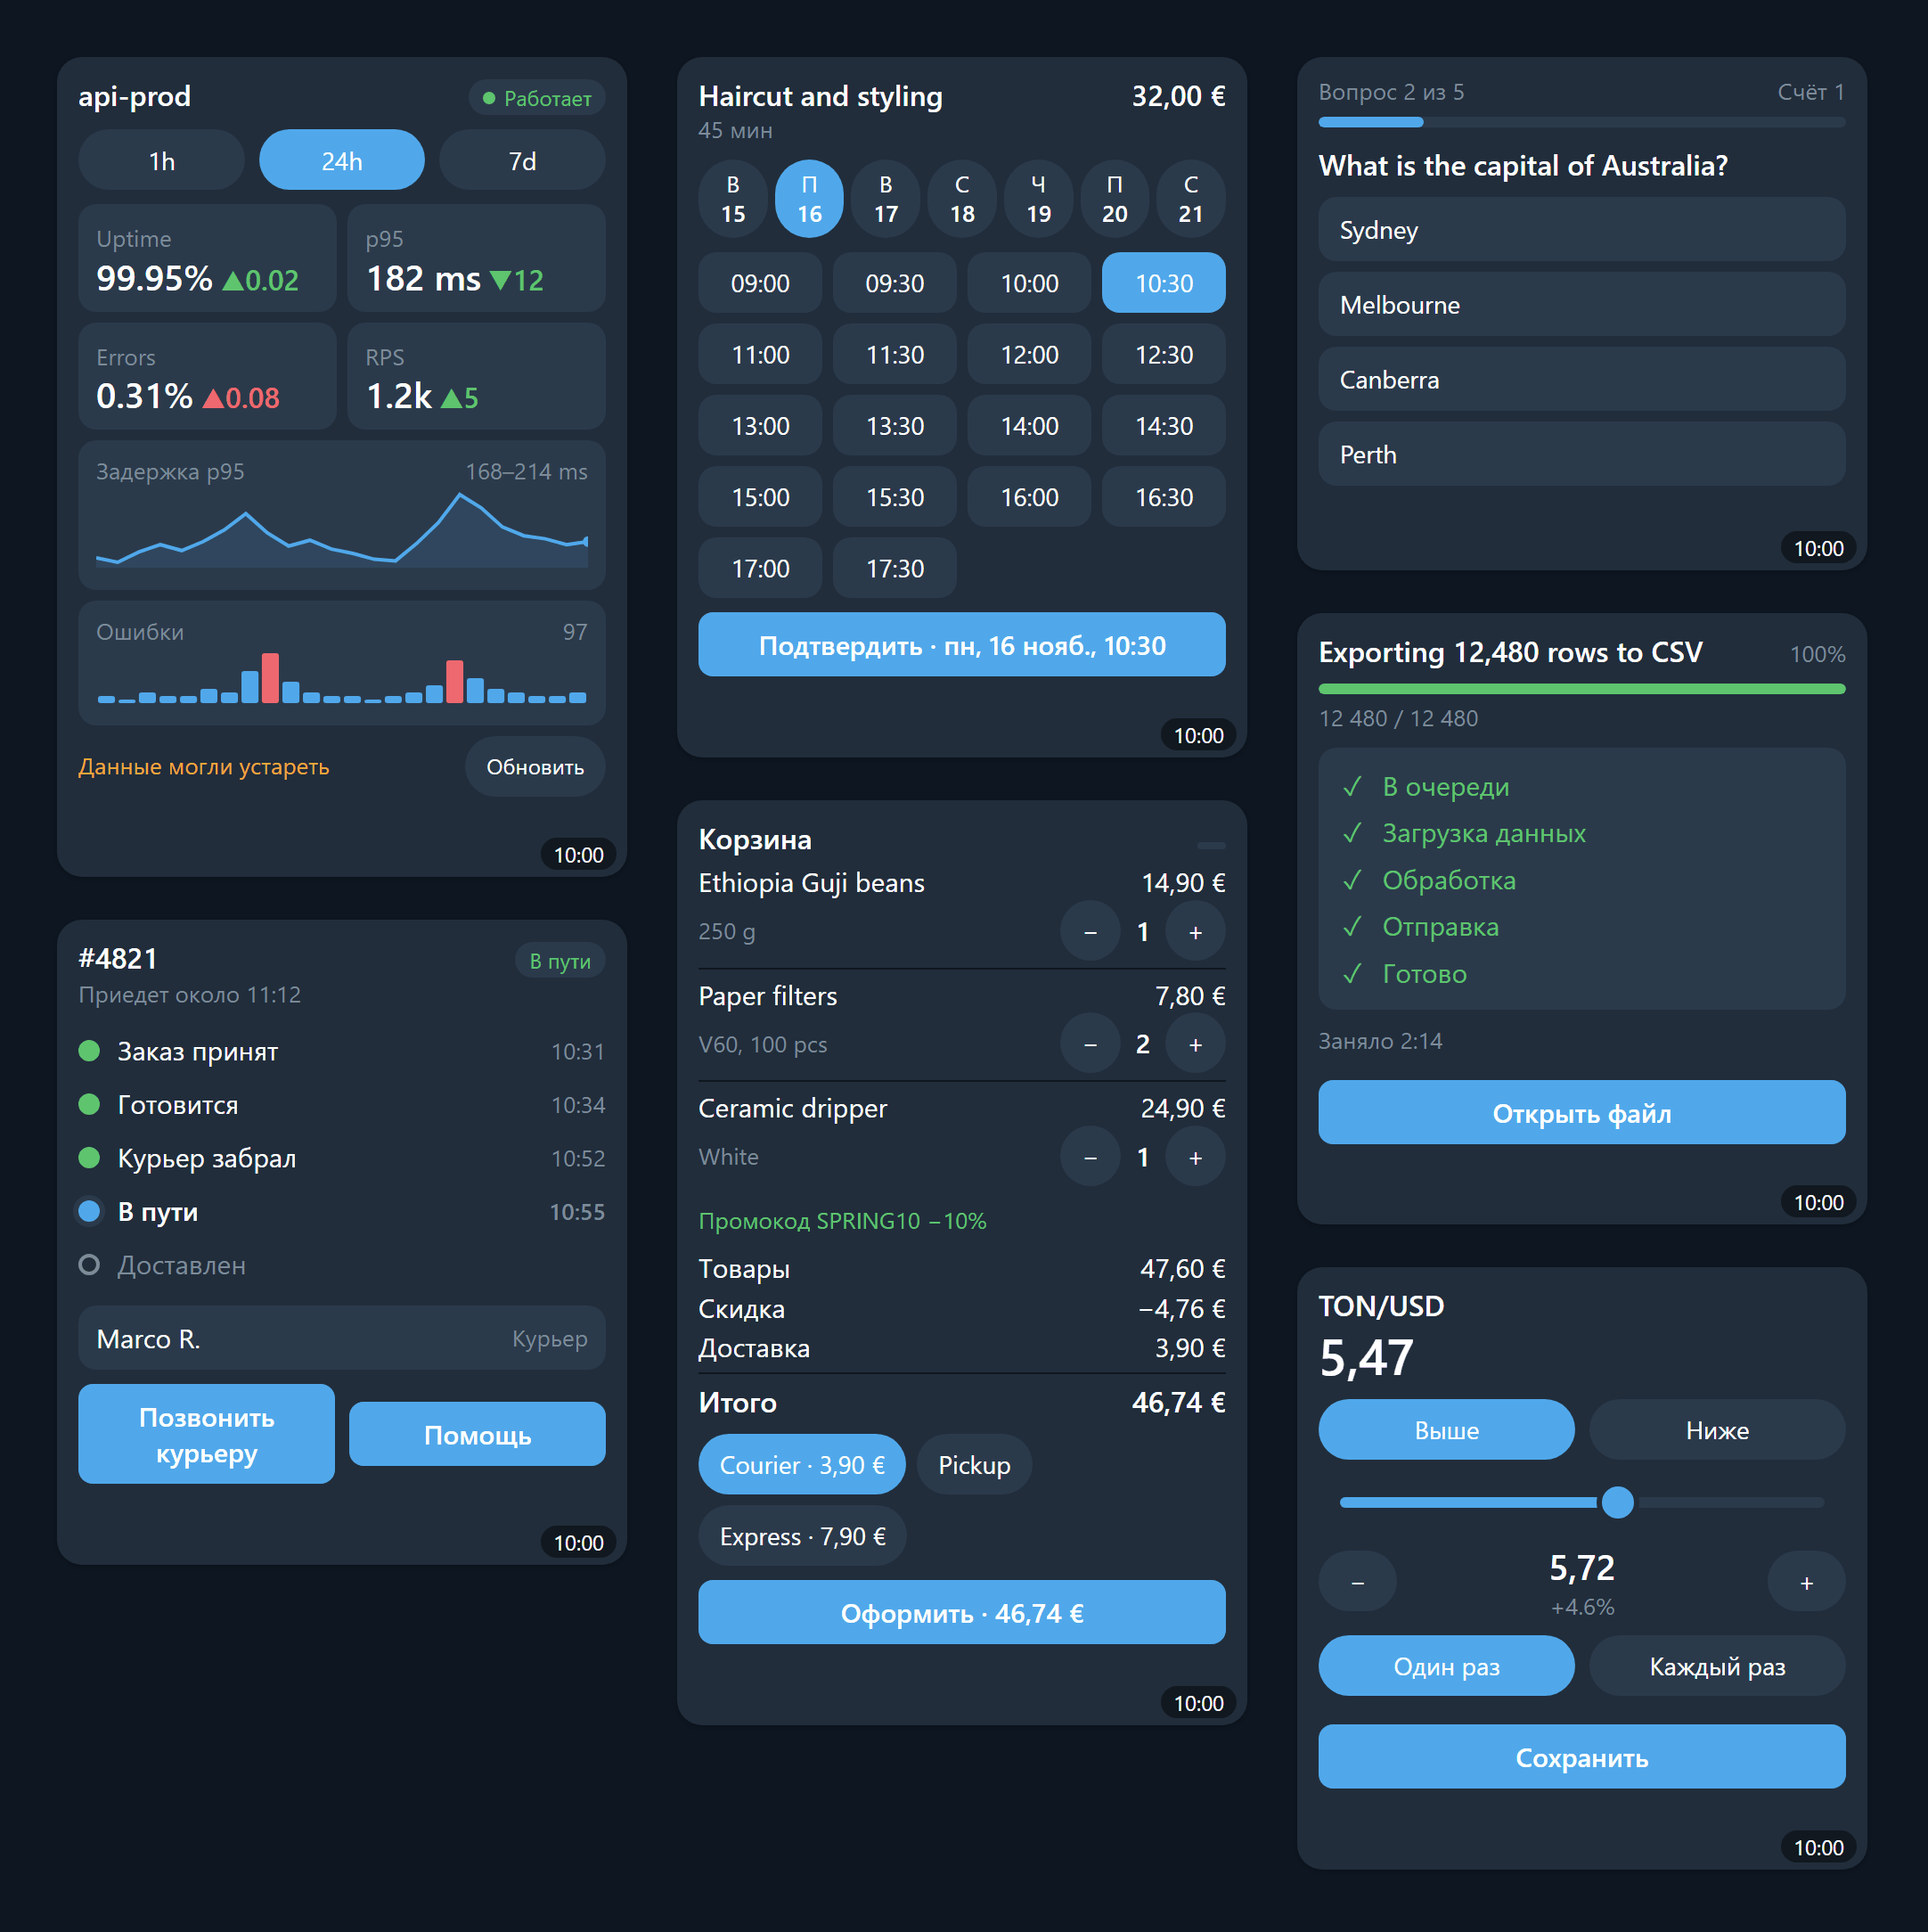 api-prod
Работает
1h 24h 7d
Uptime
99.95% ▲0.02
p95
182 ms ▼12
Errors
0.31% ▲0.08
RPS
1.2k ▲5
Задержка p95 168–214 ms
Ошибки 97
Данные могли устареть Обновить
10:00
#4821 В пути
Приедет около 11:12
Заказ принят 10:31
Готовится 10:34
Курьер забрал 10:52
В пути 10:55
Доставлен
Marco R. Курьер
Позвонить
курьеру
Помощь
10:00
Haircut and styling 32,00 €
45 мин
В П В С Ч П С
15 16 17 18 19 20 21
09:00 09:30 10:00 10:30
11:00 11:30 12:00 12:30
13:00 13:30 14:00 14:30
15:00 15:30 16:00 16:30
17:00 17:30
Подтвердить · пн, 16 нояб., 10:30
10:00
Корзина
Ethiopia Guji beans 14,90 €
250 g − 1 +
Paper filters 7,80 €
V60, 100 pcs − 2 +
Ceramic dripper 24,90 €
White − 1 +
Промокод SPRING10 −10%
Товары 47,60 €
Скидка −4,76 €
Доставка 3,90 €
Итого 46,74 €
Courier · 3,90 € Pickup
Express · 7,90 €
Оформить · 46,74 €
10:00
Вопрос 2 из 5 Счёт 1
What is the capital of Australia?
Sydney
Melbourne
Canberra
Perth
10:00
Exporting 12,480 rows to CSV 100%
12 480 / 12 480
✓ В очереди
✓ Загрузка данных
✓ Обработка
✓ Отправка
✓ Готово
Заняло 2:14
Открыть файл
10:00
TON/USD
5,47
Выше Ниже
− 5,72 +
+4.6%
Один раз Каждый раз
Сохранить
10:00